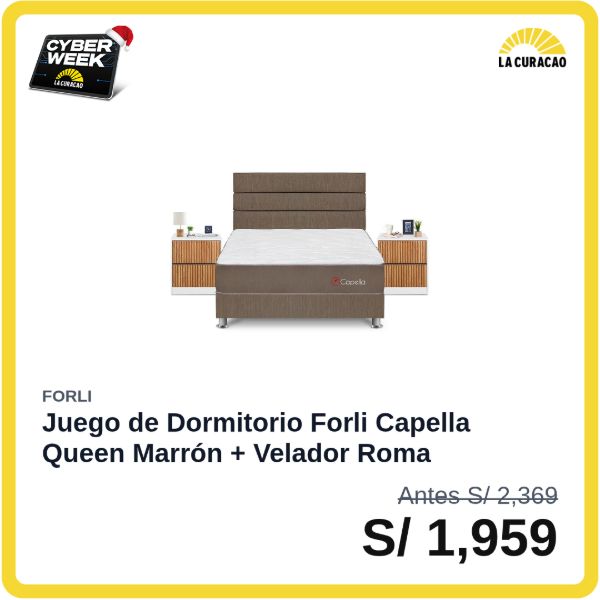 CYBER
WEEK
LA CURACAO
LA CURACAO
Capella
FORLI
Juego de Dormitorio Forli Capella
Queen Marrón + Velador Roma
Antes S/ 2,369
S/ 1,959